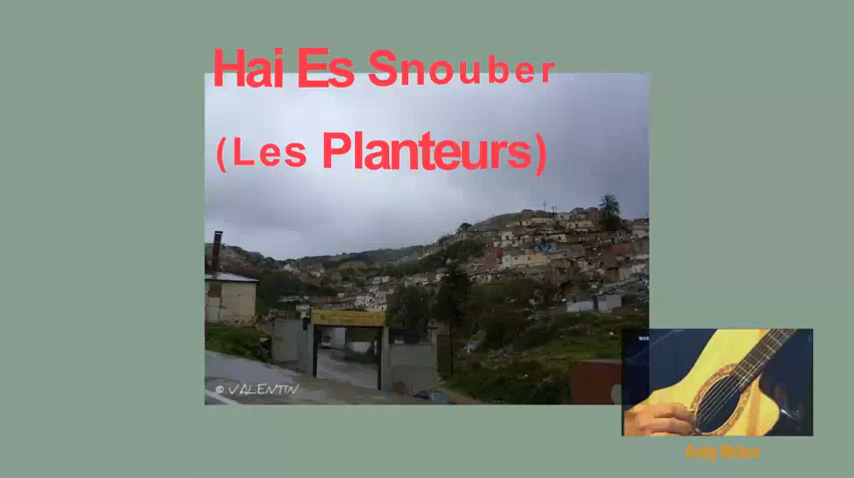 Hai Es Snouber
(Les Planteurs)
© VALENTIN
Andy Mckee